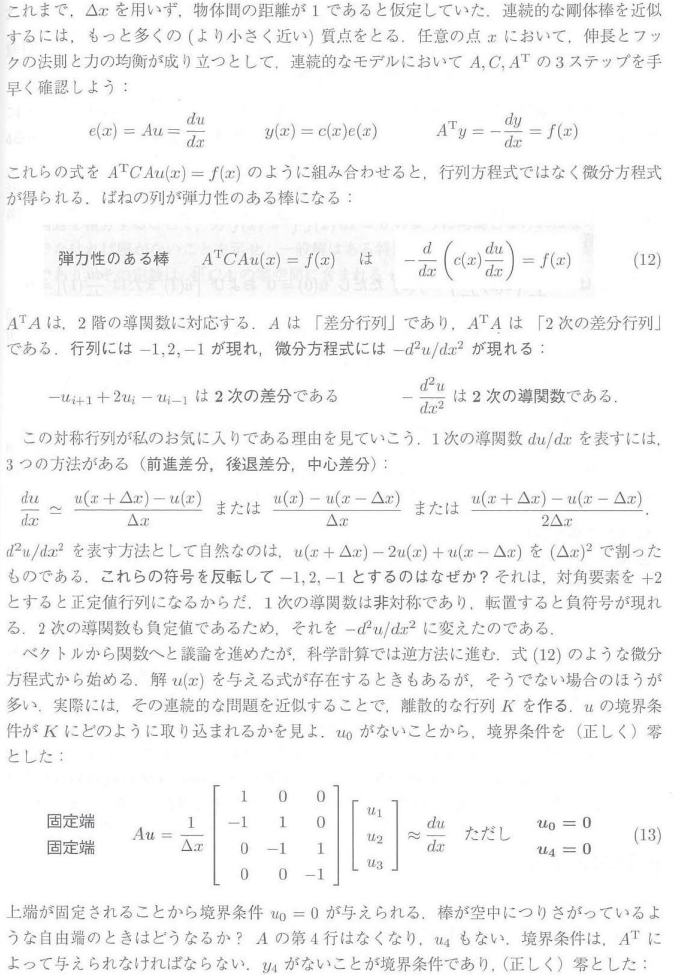 これまで，Δx を用いず，物体間の距離が 1 であると仮定していた．連続的な剛体棒を近似
するには，もっと多くの (より小さく近い) 質点をとる．任意の点 x において，伸長とフッ
クの法則と力の均衡が成り立つとして，連続的なモデルにおいて A, C, Aᵀ の 3 ステップを手
早く確認しよう：
e(x) = Au = du/dx   y(x) = c(x)e(x)   Aᵀy = −dy/dx = f(x)
これらの式を AᵀCAu(x) = f(x) のように組み合わせると，行列方程式ではなく微分方程式
が得られる．ばねの列が弾力性のある棒になる：
弾力性のある棒   AᵀCAu(x) = f(x)   は   −d/dx (c(x) du/dx) = f(x)   (12)
AᵀA は，2 階の導関数に対応する．A は「差分行列」であり，AᵀA は「2 次の差分行列」
である．行列には −1, 2, −1 が現れ，微分方程式には −d²u/dx² が現れる：
−uᵢ₊₁ + 2uᵢ − uᵢ₋₁ は 2 次の差分である   −d²u/dx² は 2 次の導関数である．
この対称行列が私のお気に入りである理由を見ていこう．1 次の導関数 du/dx を表すには，
3 つの方法がある（前進差分，後退差分，中心差分）：
du/dx ≃ (u(x + Δx) − u(x))/Δx または (u(x) − u(x − Δx))/Δx または (u(x + Δx) − u(x − Δx))/2Δx．
d²u/dx² を表す方法として自然なのは，u(x + Δx) − 2u(x) + u(x − Δx) を (Δx)² で割った
ものである．これらの符号を反転して −1, 2, −1 とするのはなぜか？それは，対角要素を +2
とすると正定値行列になるからだ．1 次の導関数は非対称であり，転置すると負符号が現れ
る．2 次の導関数も負定値であるため，それを −d²u/dx² に変えたのである．
ベクトルから関数へと議論を進めたが，科学計算では逆方法に進む．式 (12) のような微分
方程式から始める．解 u(x) を与える式が存在するときもあるが，そうでない場合のほうが
多い．実際には，その連続的な問題を近似することで，離散的な行列 K を作る．u の境界条
件が K にどのように取り込まれるかを見よ．u₀ がないことから，境界条件を（正しく）零
とした：
固定端
固定端
Au = 1/Δx [1 0 0; −1 1 0; 0 −1 1; 0 0 −1] [u₁; u₂; u₃] ≈ du/dx   ただし   u₀ = 0   u₄ = 0   (13)
上端が固定されることから境界条件 u₀ = 0 が与えられる．棒が空中につりさがっているよ
うな自由端のときはどうなるか？ A の第 4 行はなくなり，u₄ もない．境界条件は，Aᵀ に
よって与えられなければならない．y₄ がないことが境界条件であり，（正しく）零とした：